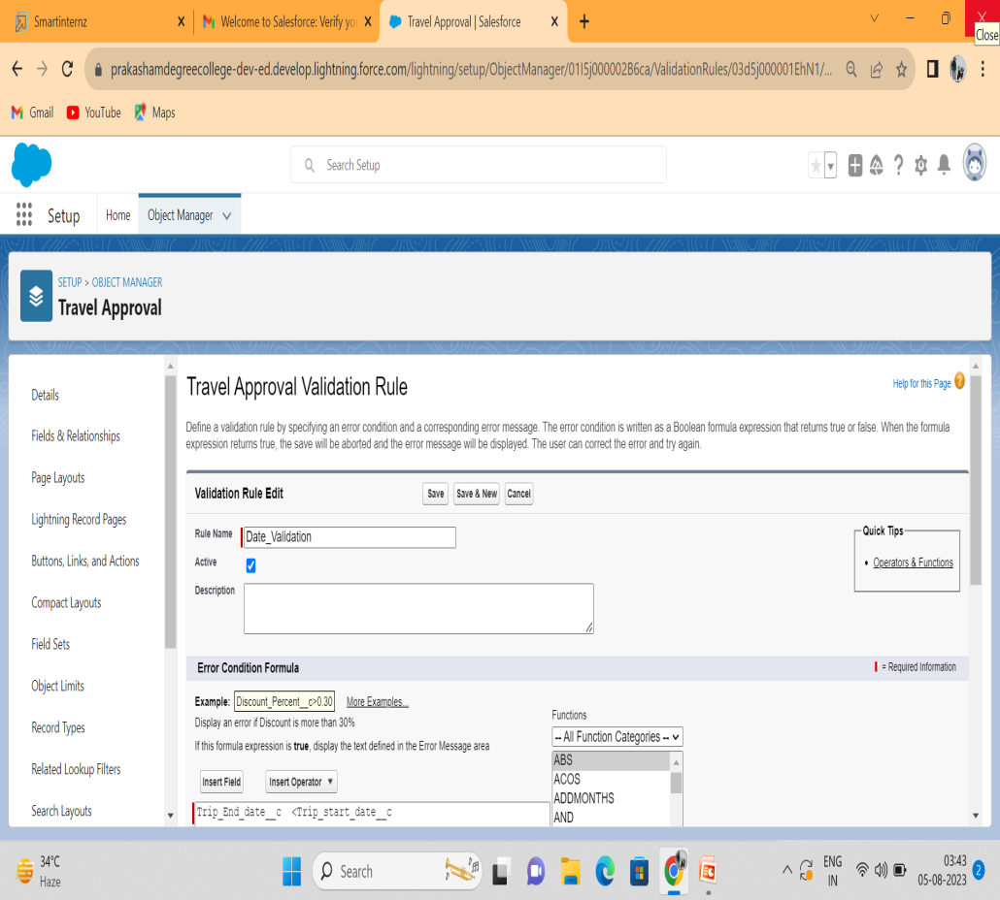 Smartinternz
Welcome to Salesforce: Verify yo
Travel Approval | Salesforce
Close
prakashamdegreecollege-dev-ed.develop.lightning.force.com/lightning/setup/ObjectManager/01I5j000002B6ca/ValidationRules/03d5j000001EhN1/...
Gmail YouTube Maps
Search Setup
Setup Home Object Manager
SETUP > OBJECT MANAGER
Travel Approval
Details
Fields & Relationships
Page Layouts
Lightning Record Pages
Buttons, Links, and Actions
Compact Layouts
Field Sets
Object Limits
Record Types
Related Lookup Filters
Search Layouts
Travel Approval Validation Rule
Help for this Page ?
Define a validation rule by specifying an error condition and a corresponding error message. The error condition is written as a Boolean formula expression that returns true or false. When the formula
expression returns true, the save will be aborted and the error message will be displayed. The user can correct the error and try again.
Validation Rule Edit Save Save & New Cancel
Rule Name Date_Validation
Active
Description
Quick Tips
• Operators & Functions
Error Condition Formula
= Required Information
Example: Discount_Percent__c>0.30 More Examples...
Display an error if Discount is more than 30%
If this formula expression is true, display the text defined in the Error Message area
Insert Field Insert Operator
Trip_End_date__c <Trip_start_date__c
Functions
-- All Function Categories --
ABS
ACOS
ADDMONTHS
AND
34°C
Haze
Search
ENG
IN
03:43
05-08-2023
2